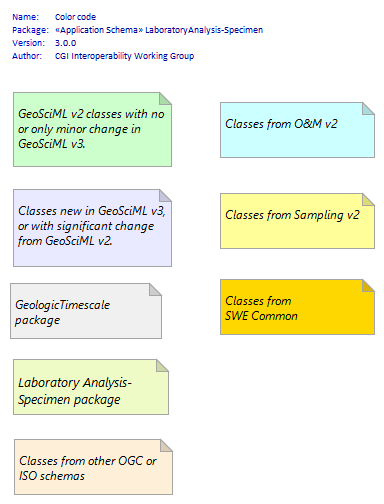 Name: Color code
Package: «Application Schema» LaboratoryAnalysis-Specimen
Version: 3.0.0
Author: CGI Interoperability Working Group
GeoSciML v2 classes with no
or only minor change in
GeoSciML v3.
Classes from O&M v2
Classes new in GeoSciML v3,
or with significant change
from GeoSciML v2.
Classes from Sampling v2
GeologicTimescale
package
Classes from
SWE Common
Laboratory Analysis-
Specimen package
Classes from other OGC or
ISO schemas